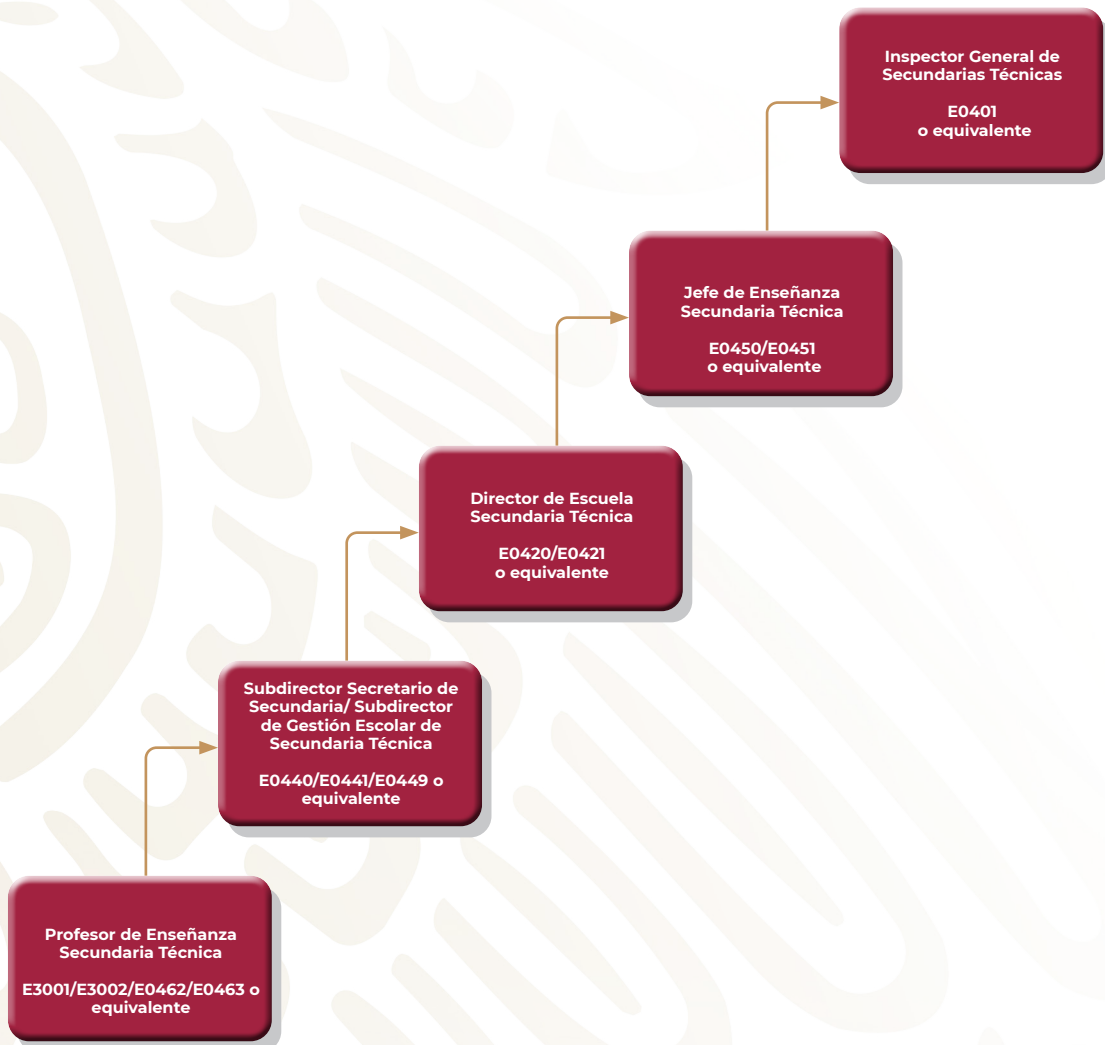 Inspector General de
Secundarias Técnicas
E0401
o equivalente
Jefe de Enseñanza
Secundaria Técnica
E0450/E0451
o equivalente
Director de Escuela
Secundaria Técnica
E0420/E0421
o equivalente
Subdirector Secretario de
Secundaria/ Subdirector
de Gestión Escolar de
Secundaria Técnica
E0440/E0441/E0449 o
equivalente
Profesor de Enseñanza
Secundaria Técnica
E3001/E3002/E0462/E0463 o
equivalente